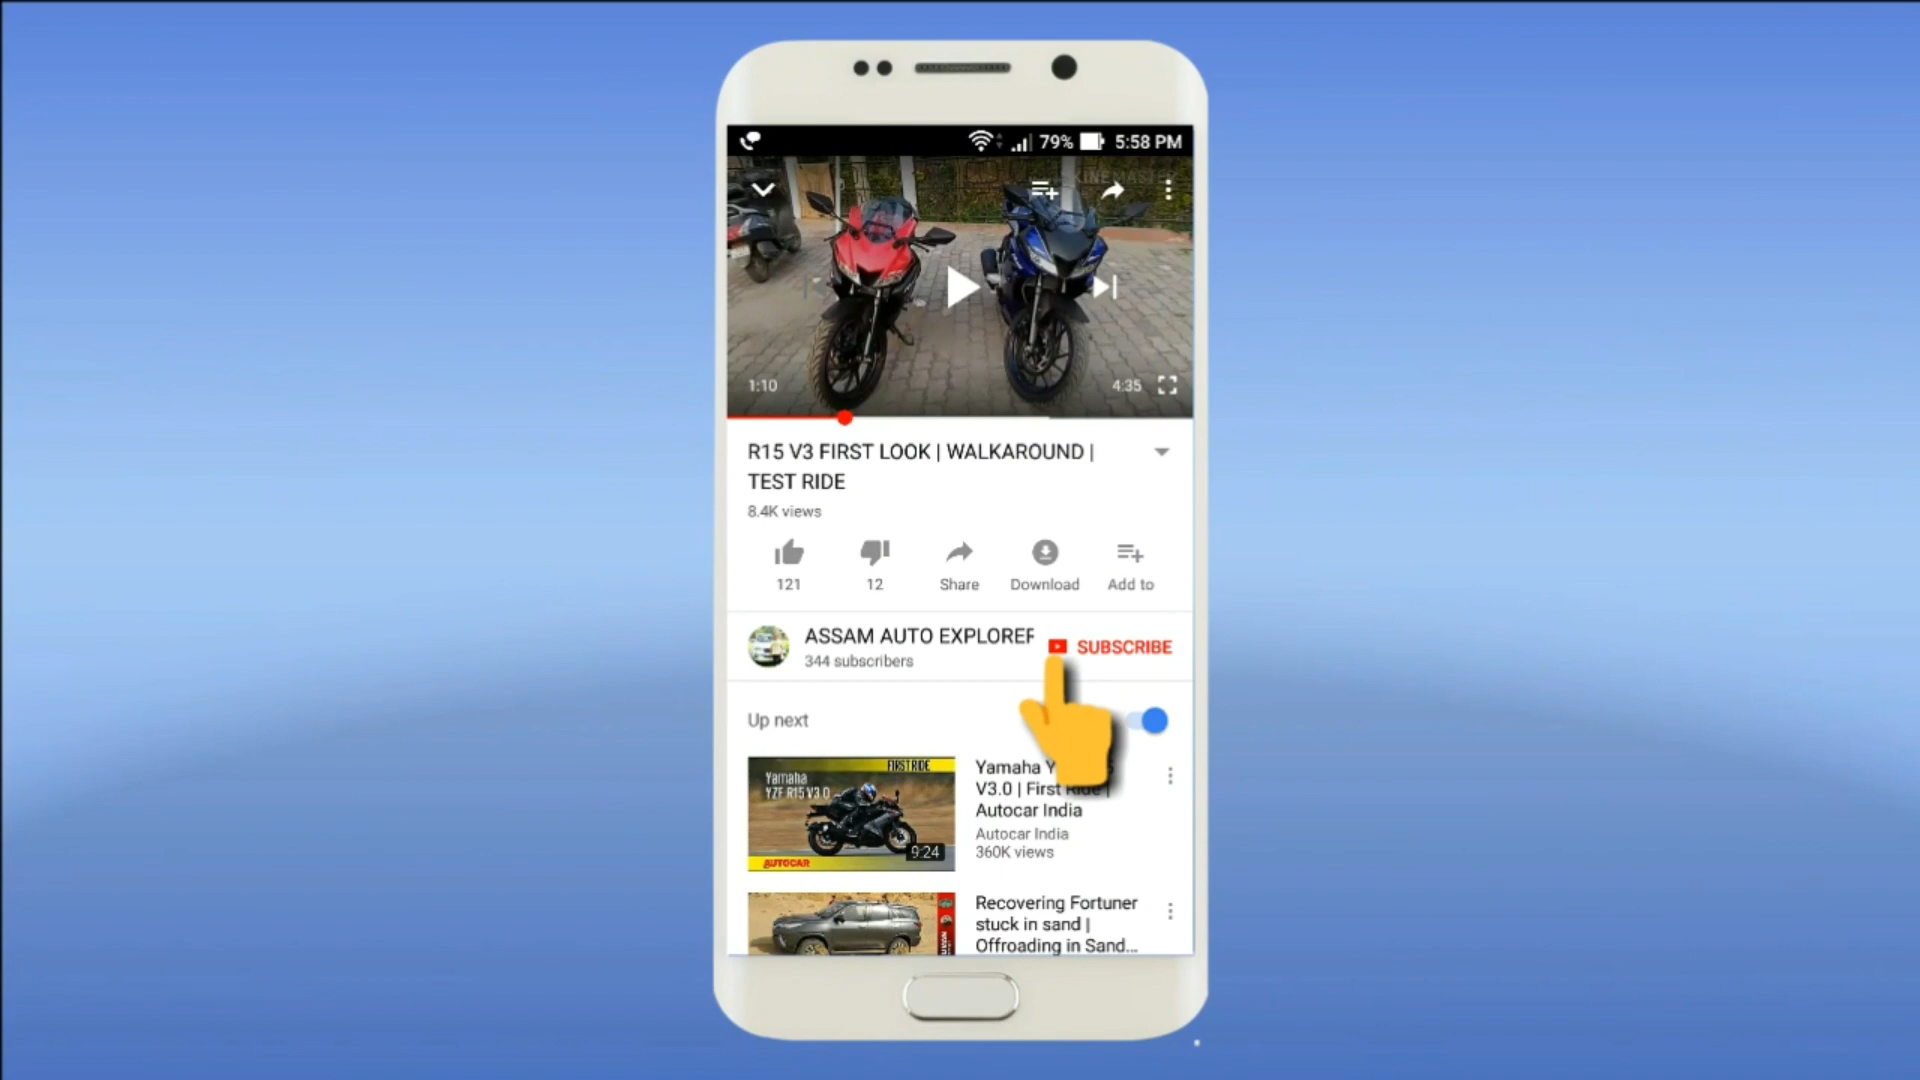 79% 5:58 PM
KINEMASTER
1:10 4:35
R15 V3 FIRST LOOK | WALKAROUND |
TEST RIDE
8.4K views
121 12 Share Download Add to
ASSAM AUTO EXPLORER SUBSCRIBE
344 subscribers
Up next
FIRST RIDE
Yamaha
YZF R15 V3.0
9:24
AUTOCAR
Yamaha
V3.0 | First Ride |
Autocar India
Autocar India
360K views
Recovering Fortuner
stuck in sand |
Offroading in Sand...